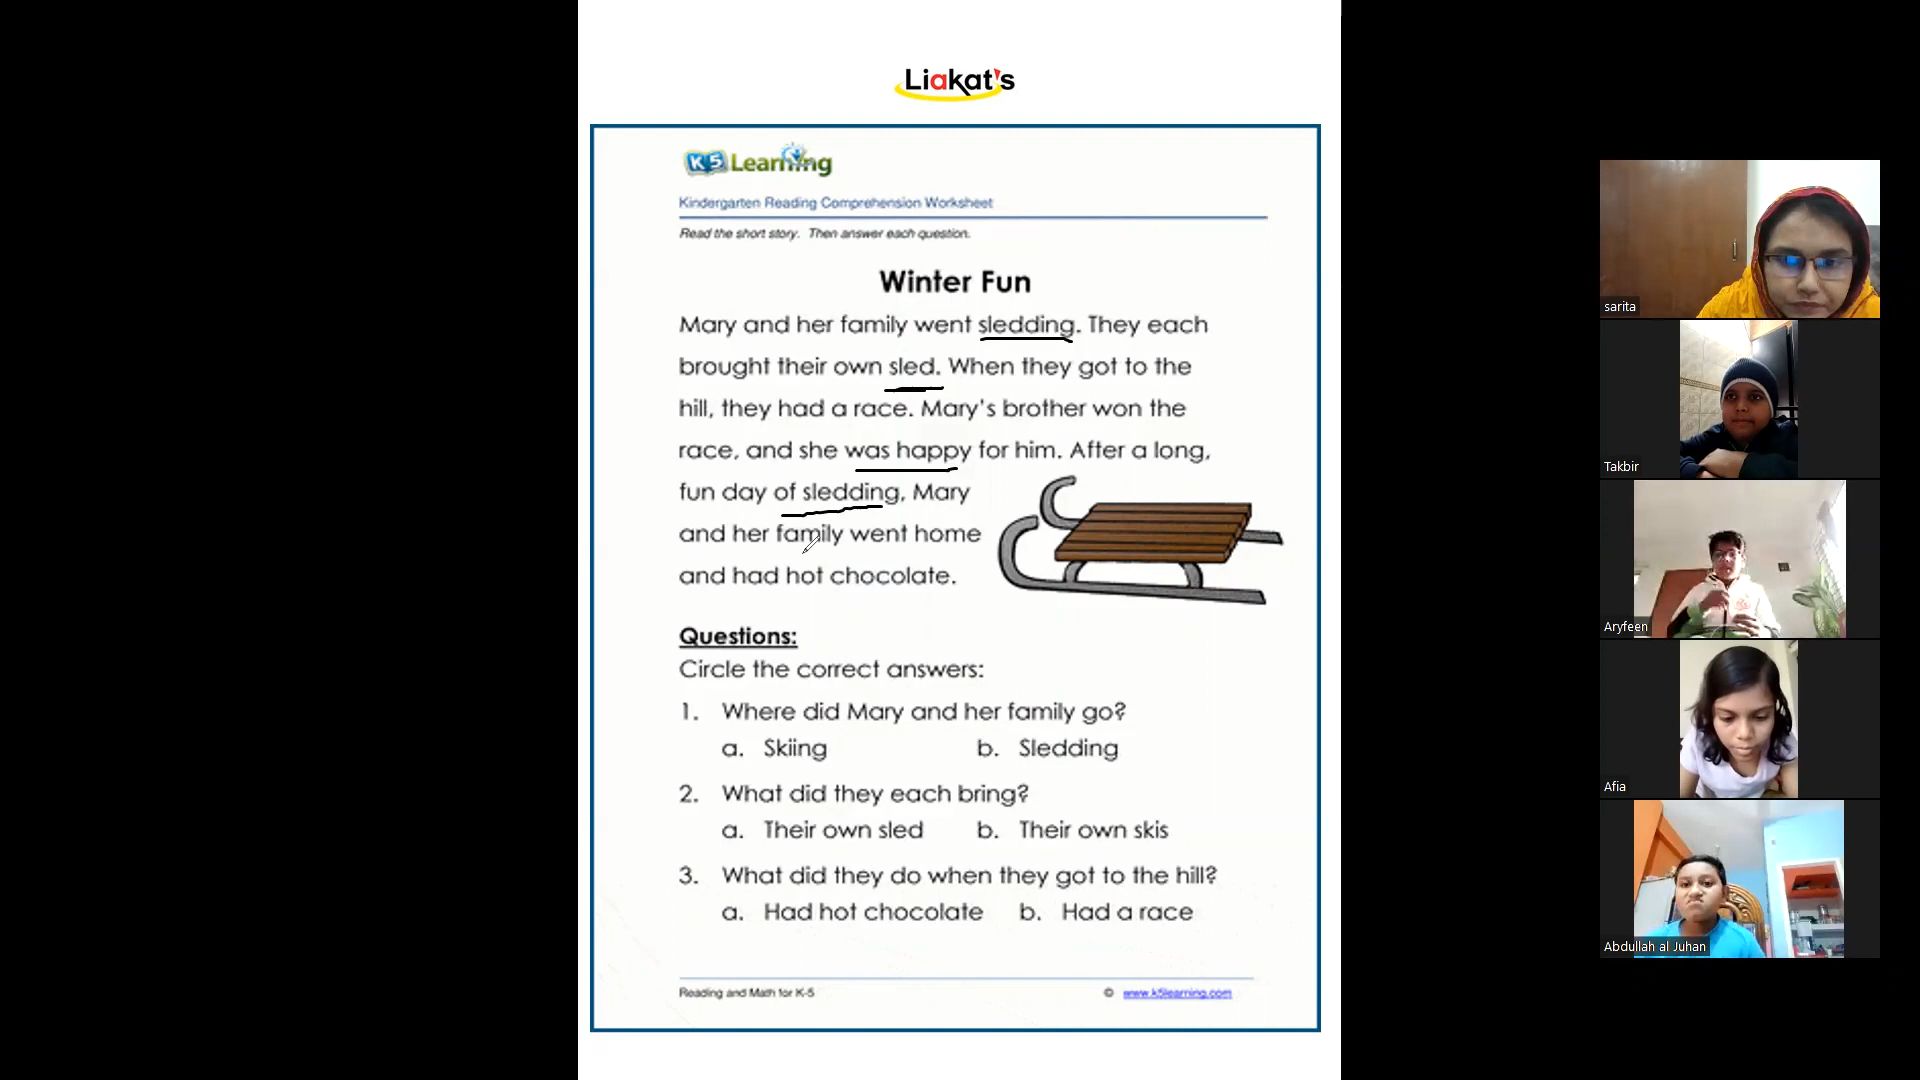 Liakat's
K5 Learning
Kindergarten Reading Comprehension Worksheet
Read the short story. Then answer each question.
Winter Fun
Mary and her family went sledding. They each
brought their own sled. When they got to the
hill, they had a race. Mary's brother won the
race, and she was happy for him. After a long,
fun day of sledding, Mary
and her family went home
and had hot chocolate.
Questions:
Circle the correct answers:
1. Where did Mary and her family go?
a. Skiing b. Sledding
2. What did they each bring?
a. Their own sled b. Their own skis
3. What did they do when they got to the hill?
a. Had hot chocolate b. Had a race
Reading and Math for K-5 © www.k5learning.com
sarita
Takbir
Aryfeen
Afia
Abdullah al Juhan